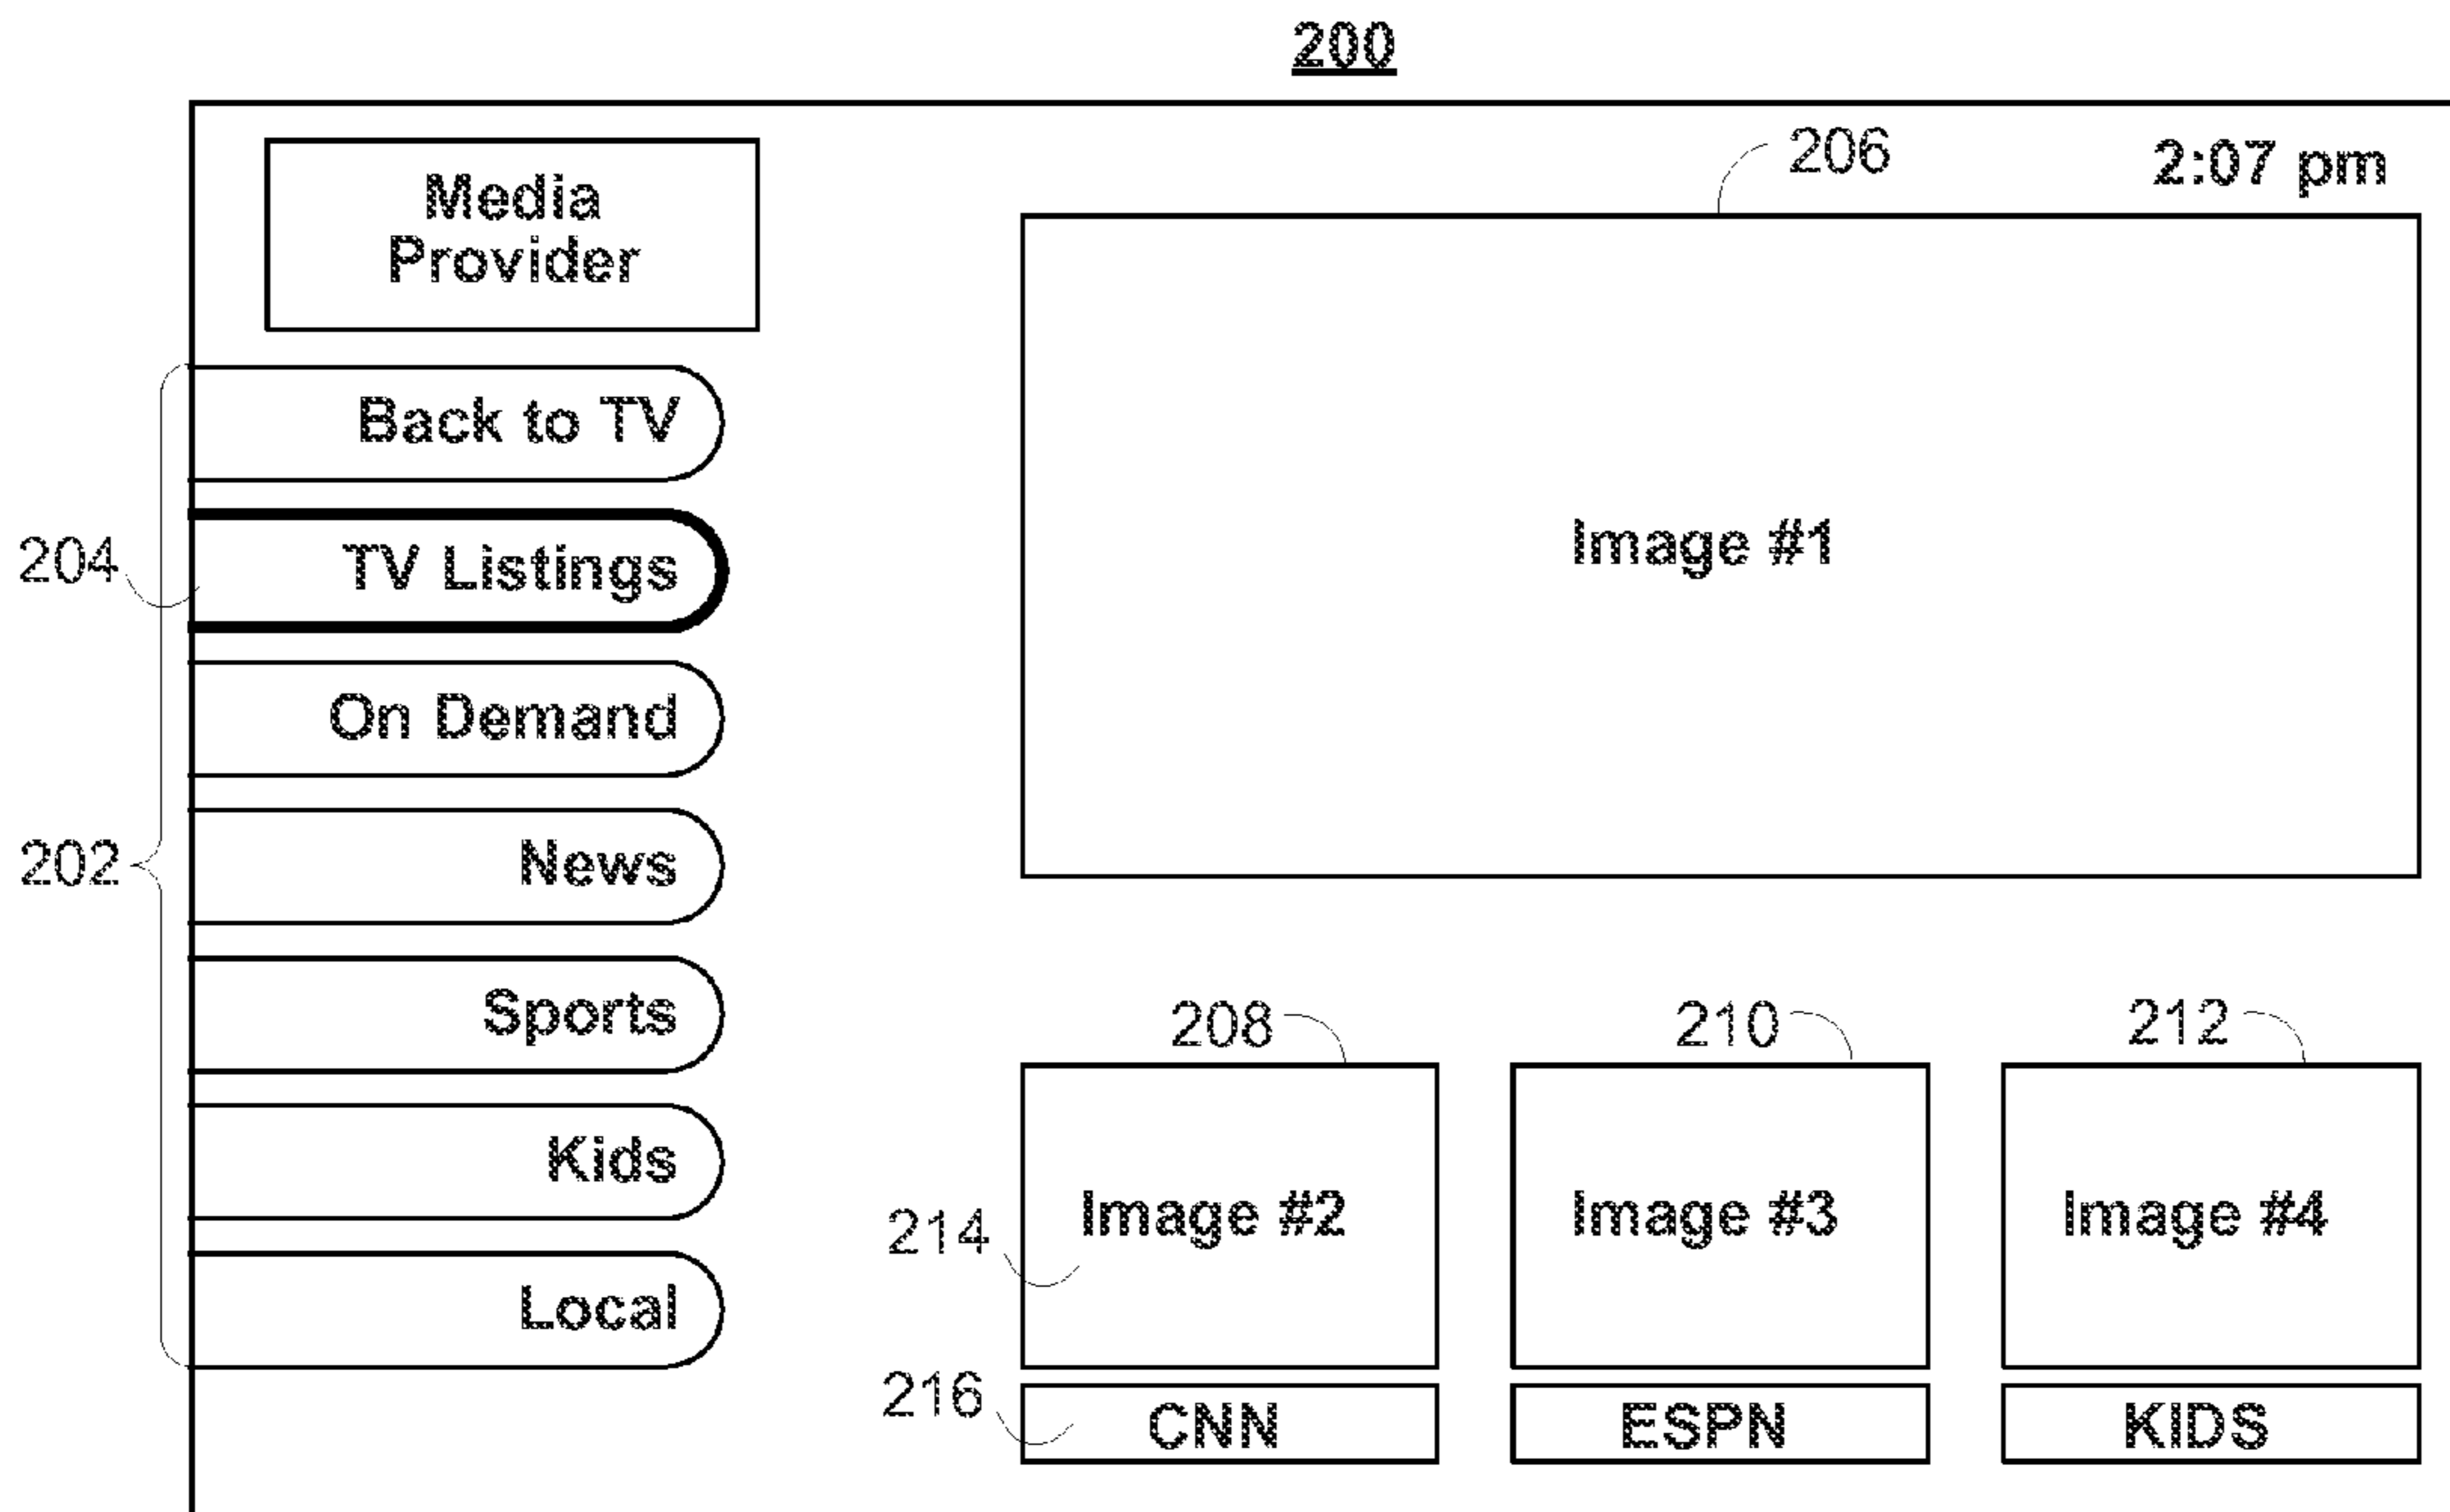 200
206
2:07 pm
Media
Provider
Back to TV
204
TV Listings
Image #1
On Demand
202
News
Sports
208
210
212
Kids
214
Image #2
Image #3
Image #4
Local
216
CNN
ESPN
KIDS